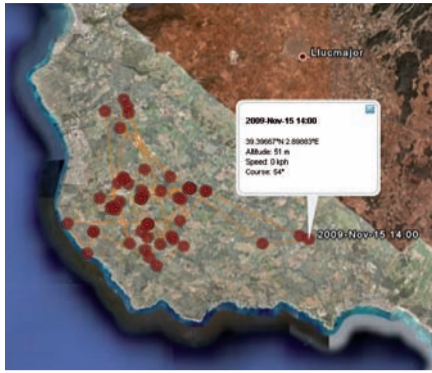 Llucmajor
2009-Nov-15 14:00
39.39667°N 2.89883°E
Altitude: 51 m
Speed: 0 kph
Course: 54°
2009-Nov-15 14:00